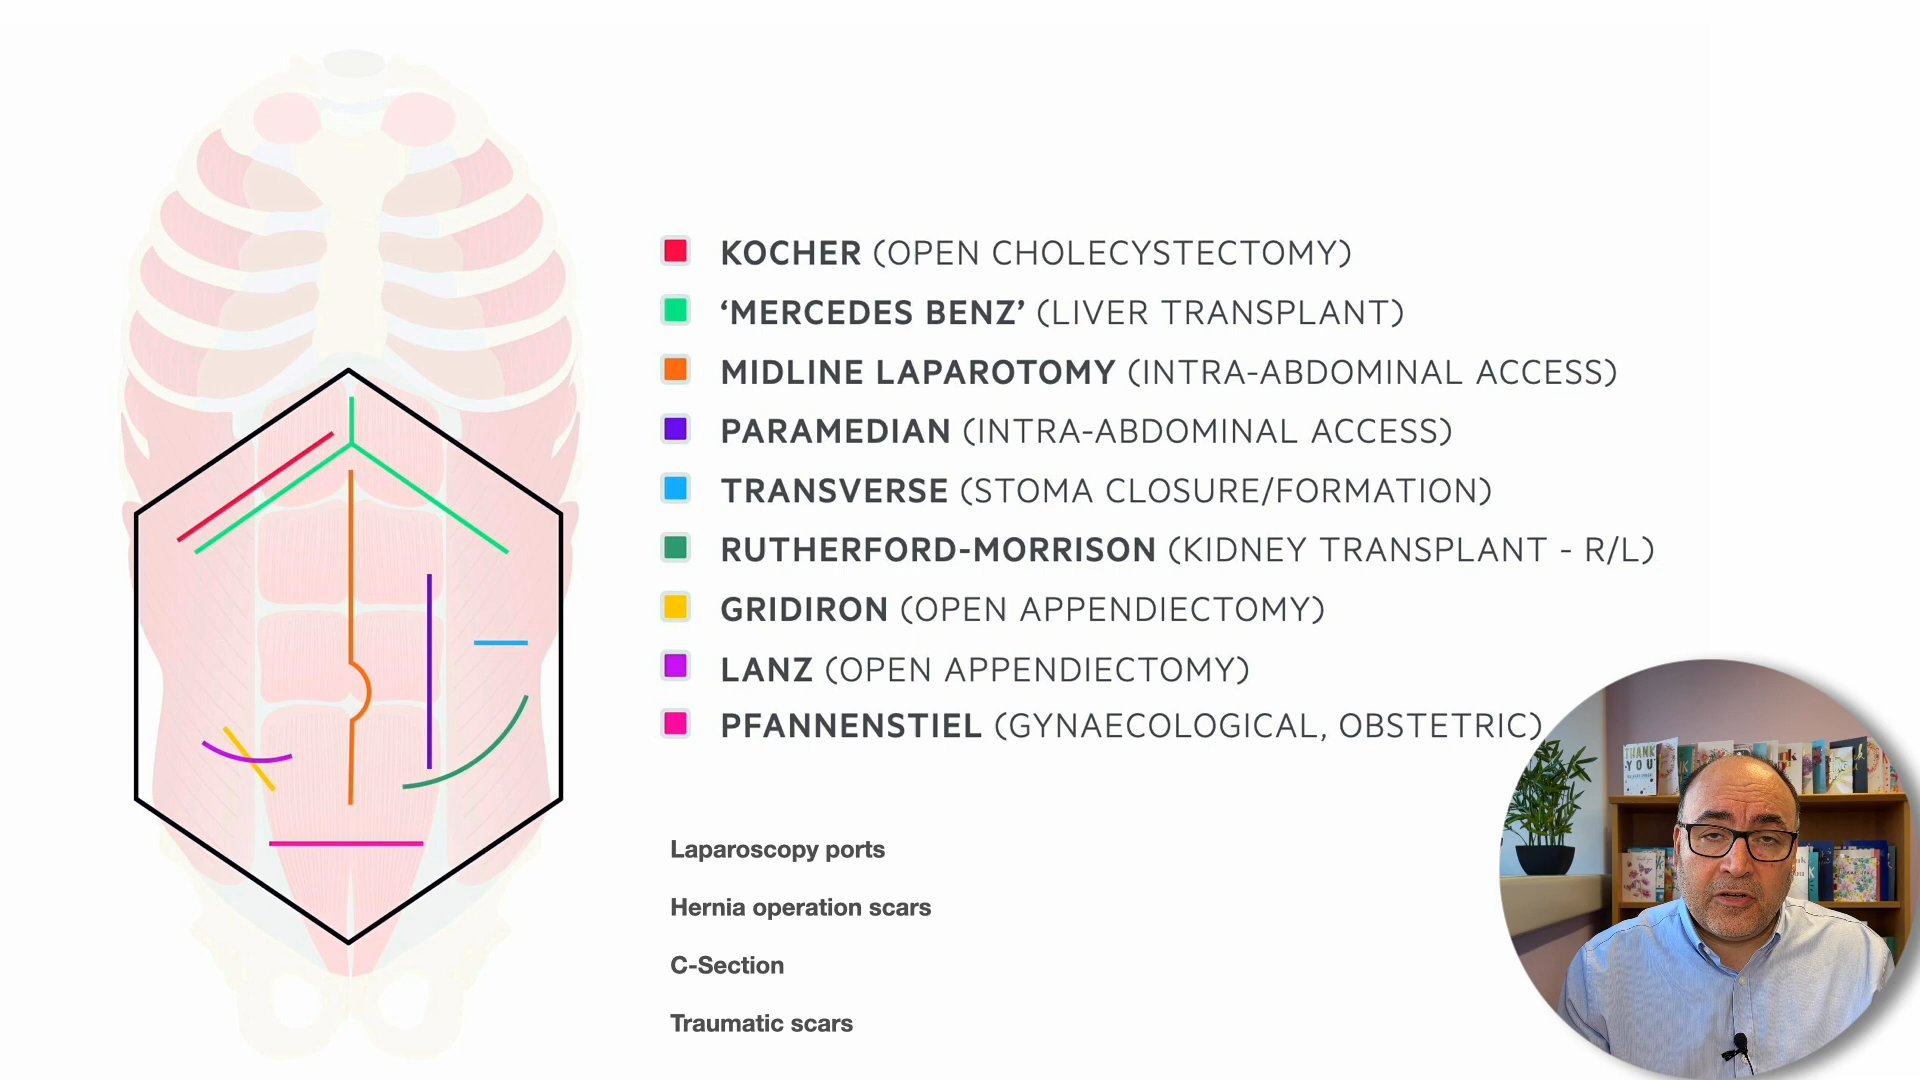 KOCHER (OPEN CHOLECYSTECTOMY)
‘MERCEDES BENZ’ (LIVER TRANSPLANT)
MIDLINE LAPAROTOMY (INTRA-ABDOMINAL ACCESS)
PARAMEDIAN (INTRA-ABDOMINAL ACCESS)
TRANSVERSE (STOMA CLOSURE/FORMATION)
RUTHERFORD-MORRISON (KIDNEY TRANSPLANT - R/L)
GRIDIRON (OPEN APPENDIECTOMY)
LANZ (OPEN APPENDIECTOMY)
PFANNENSTIEL (GYNAECOLOGICAL, OBSTETRIC)
THANK
YOU
Laparoscopy ports
Hernia operation scars
C-Section
Traumatic scars